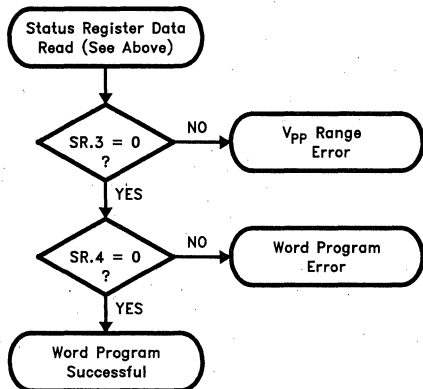 Status Register Data
Read (See Above)
SR.3 = 0
?
NO
V_PP Range
Error
YES
SR.4 = 0
?
NO
Word Program
Error
YES
Word Program
Successful